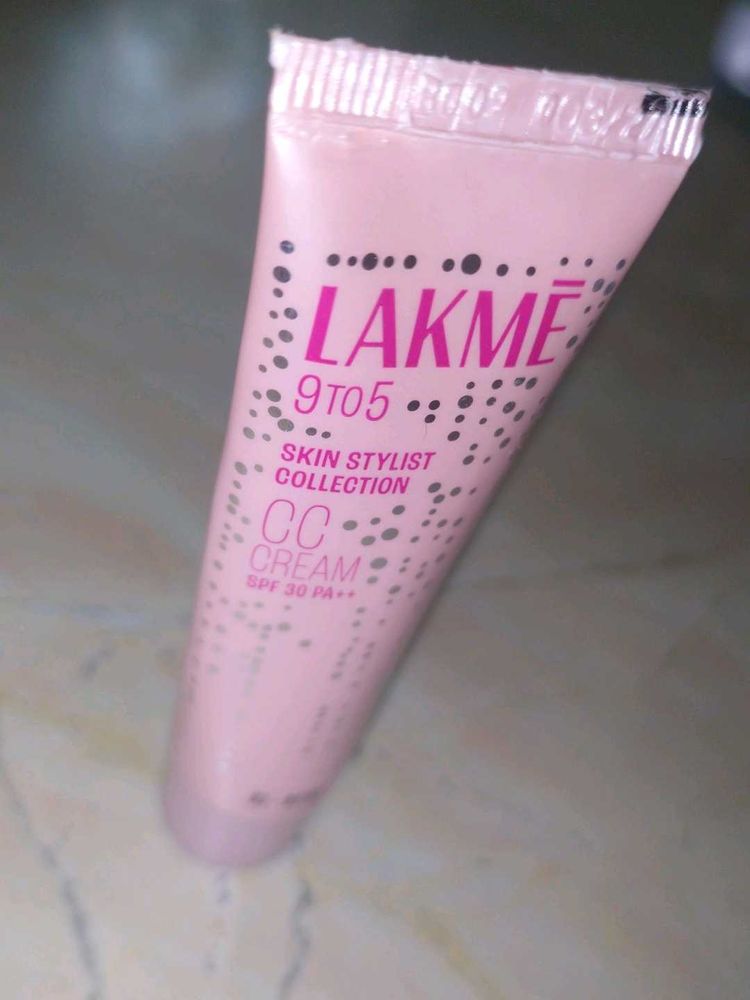 LAKMĒ
9TO5
SKIN STYLIST
COLLECTION
CC
CREAM
SPF 30 PA++